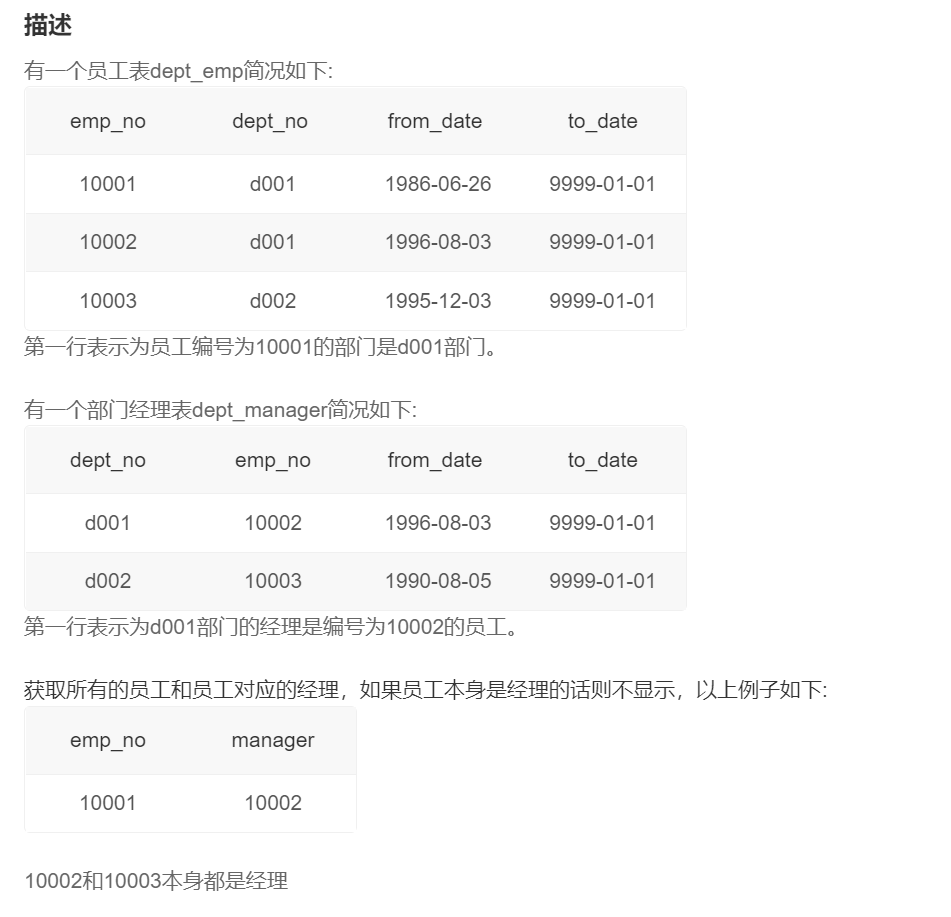 描述
有一个员工表dept_emp简况如下:
emp_no dept_no from_date to_date
10001 d001 1986-06-26 9999-01-01
10002 d001 1996-08-03 9999-01-01
10003 d002 1995-12-03 9999-01-01
第一行表示为员工编号为10001的部门是d001部门。
有一个部门经理表dept_manager简况如下:
dept_no emp_no from_date to_date
d001 10002 1996-08-03 9999-01-01
d002 10003 1990-08-05 9999-01-01
第一行表示为d001部门的经理是编号为10002的员工。
获取所有的员工和员工对应的经理，如果员工本身是经理的话则不显示，以上例子如下:
emp_no manager
10001 10002
10002和10003本身都是经理